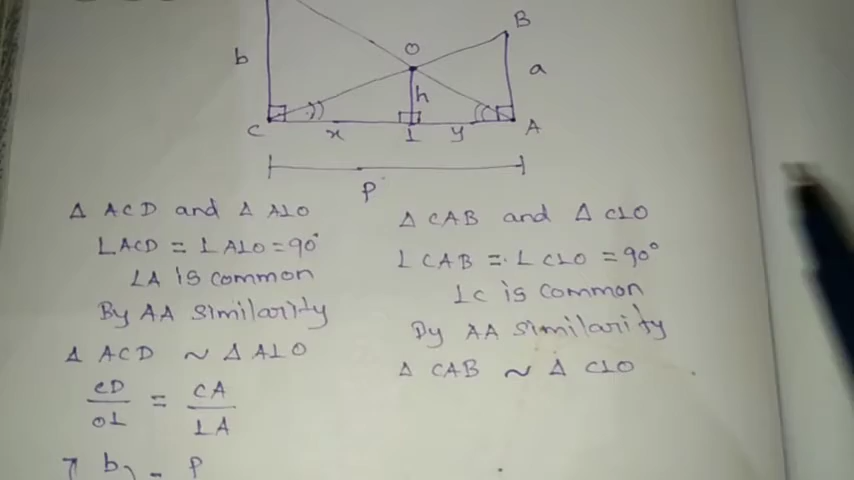 B
b
O
a
h
C
x
L
y
A
P
Δ ACD and Δ ALO
∠ACD = ∠ALO = 90°
∠A is common
By AA similarity
Δ ACD ~ Δ ALO
CD/OL = CA/LA
b = P
Δ CAB and Δ CLO
∠CAB = ∠CLO = 90°
∠C is common
By AA similarity
Δ CAB ~ Δ CLO